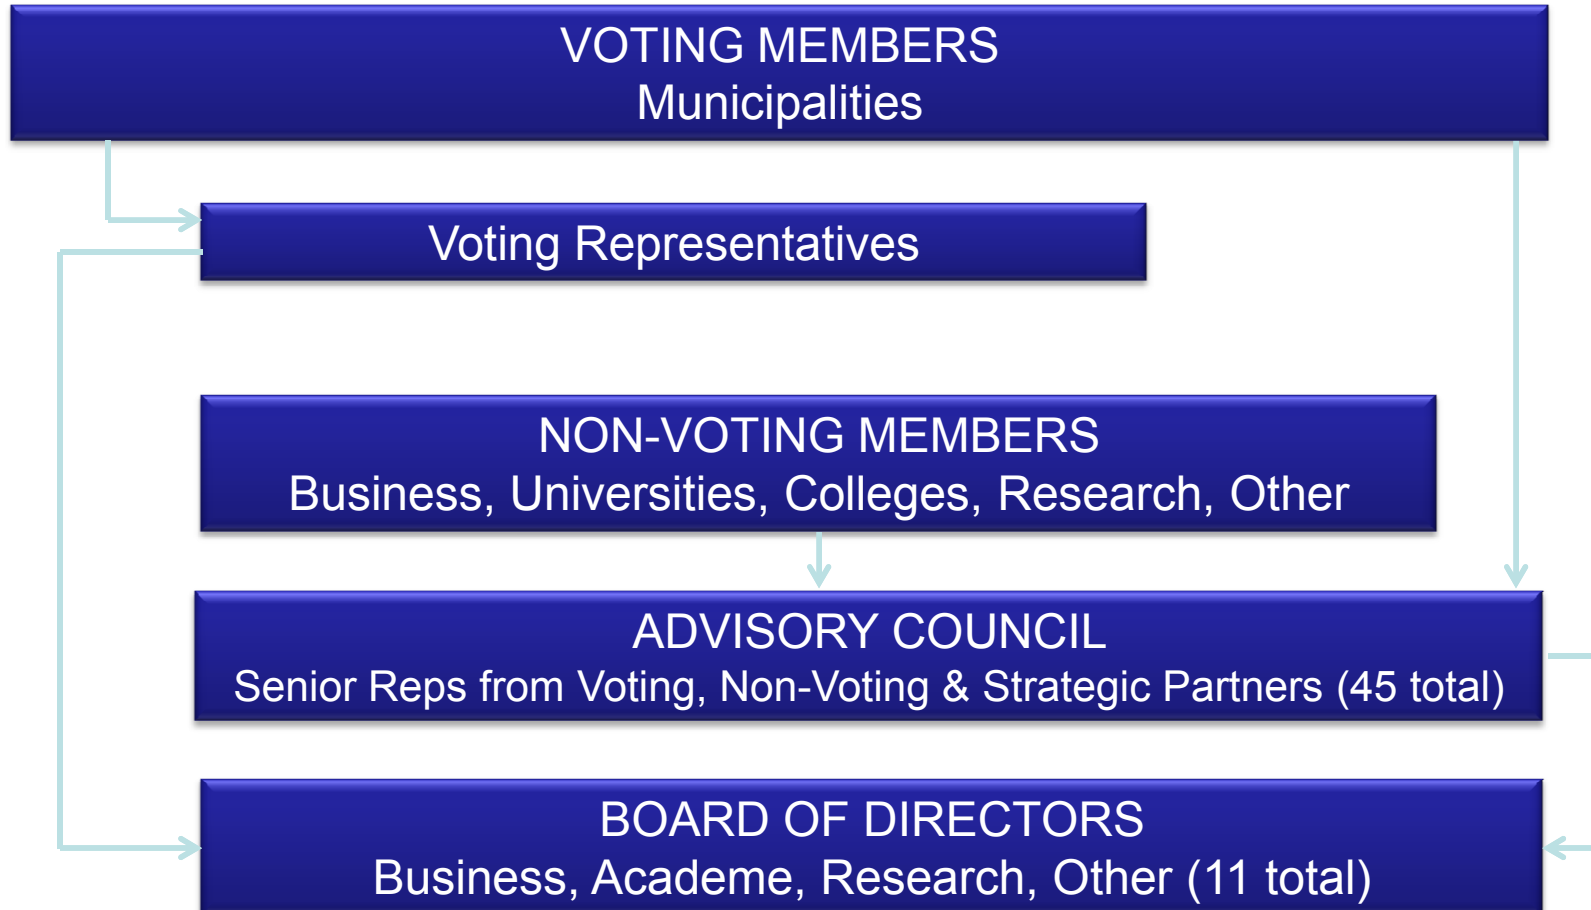 VOTING MEMBERS
Municipalities
Voting Representatives
NON-VOTING MEMBERS
Business, Universities, Colleges, Research, Other
ADVISORY COUNCIL
Senior Reps from Voting, Non-Voting & Strategic Partners (45 total)
BOARD OF DIRECTORS
Business, Academe, Research, Other (11 total)